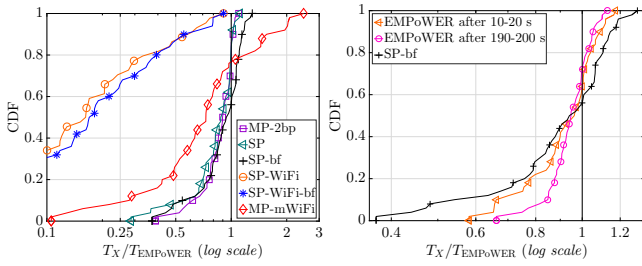 1
0.8
0.6
0.4
0.2
0
CDF
0.1
0.2
0.5
1
2
3
T_X/T_EMPoWER (log scale)
MP-2bp
SP
SP-bf
SP-WiFi
SP-WiFi-bf
MP-mWiFi
1
0.8
0.6
0.4
0.2
0
CDF
0.4
0.6
0.8
1
1.2
T_X/T_EMPoWER (log scale)
EMPoWER after 10-20 s
EMPoWER after 190-200 s
SP-bf